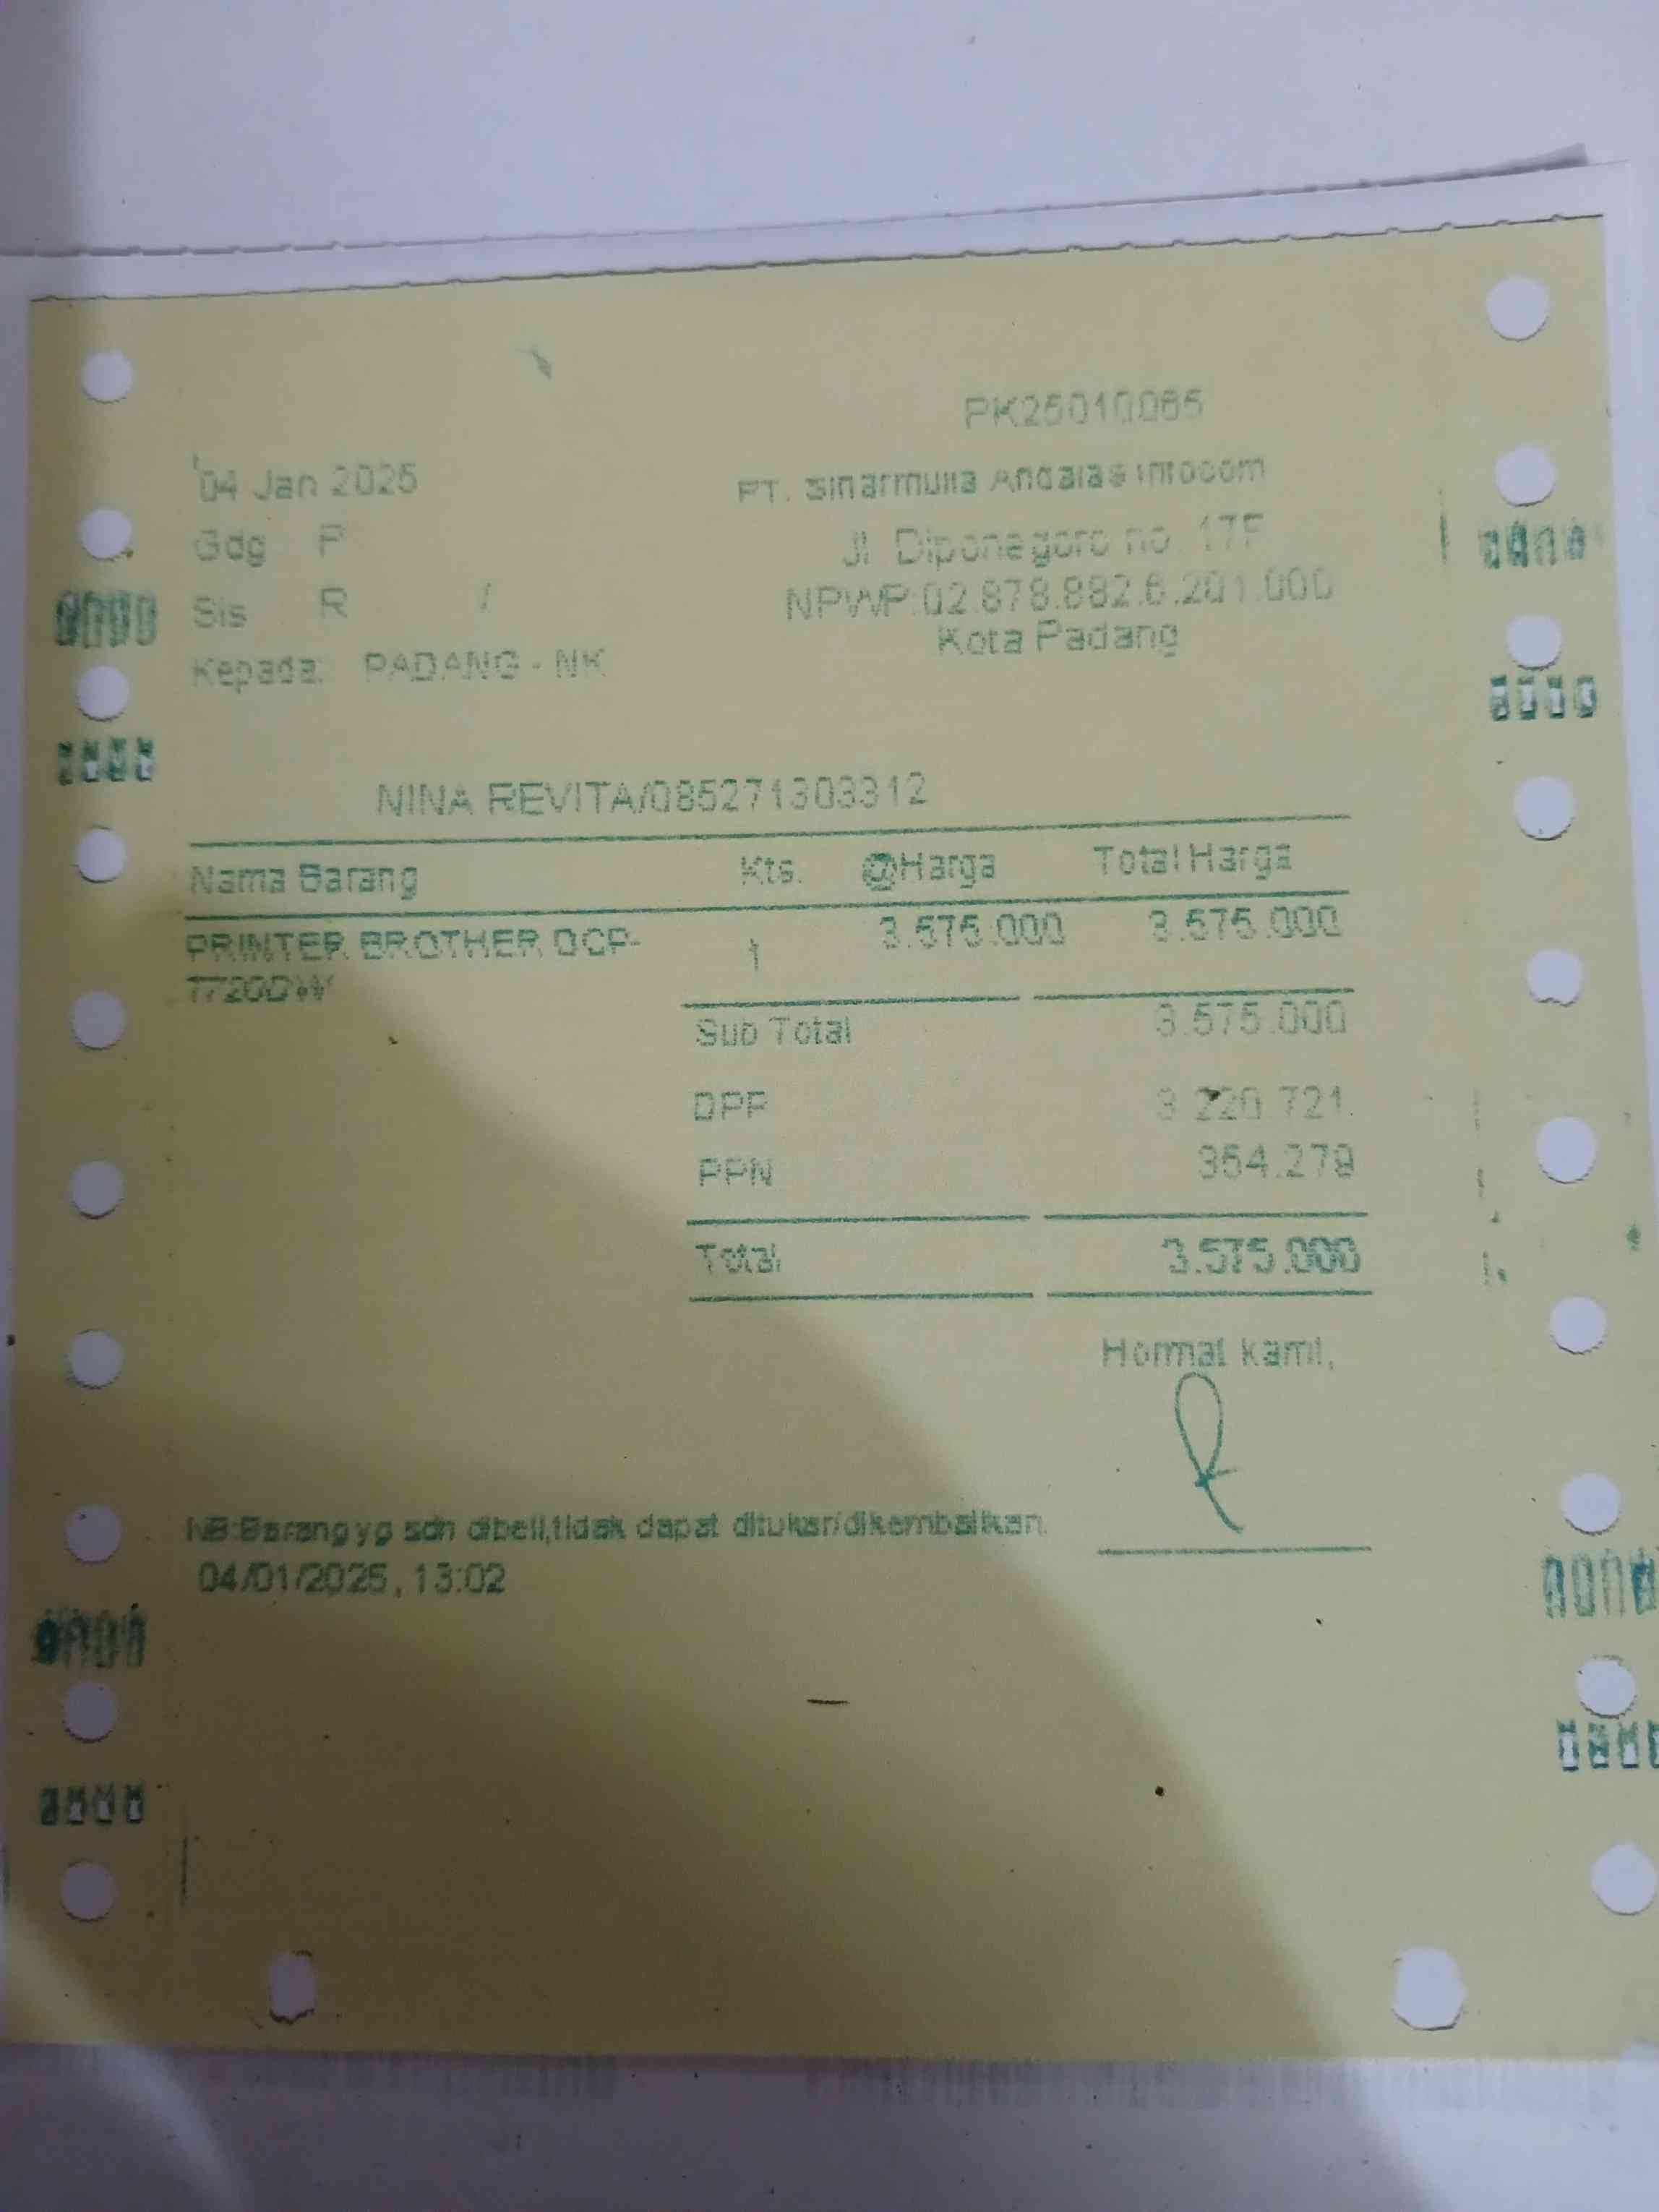 PK25010065
04 Jan 2025
PT. Sinarmulia Andalas Infocom
Gdg P
Jl. Diponegoro no. 17F
Sls R /
NPWP:02.878.882.6.201.000
Kota Padang
Kepada: PADANG - NK
NINA REVITA/085271303312
Nama Barang Kts. @Harga Total Harga
PRINTER BROTHER DCP- 1 3.575.000 3.575.000
T720DW
Sub Total 3.575.000
DPP 3.220.721
PPN 354.279
Total 3.575.000
Hormat kami,
NB:Barang yg sdh dibeli,tidak dapat ditukar/dikembalikan.
04/01/2025, 13:02